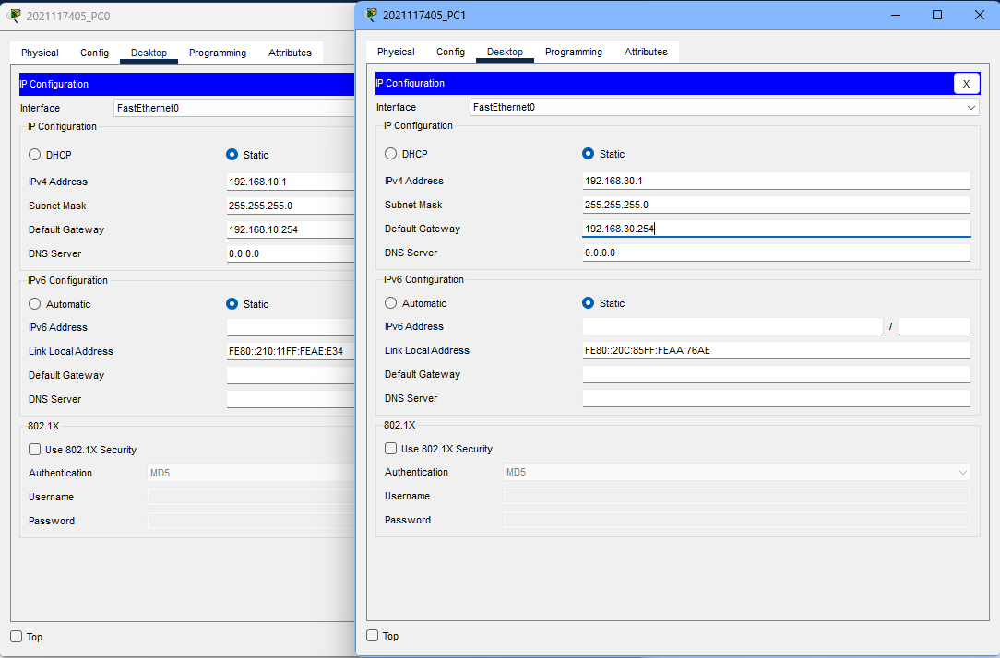 2021117405_PC0
Physical Config Desktop Programming Attributes
IP Configuration
Interface FastEthernet0
IP Configuration
DHCP Static
IPv4 Address 192.168.10.1
Subnet Mask 255.255.255.0
Default Gateway 192.168.10.254
DNS Server 0.0.0.0
IPv6 Configuration
Automatic Static
IPv6 Address
Link Local Address FE80::210:11FF:FEAE:E34
Default Gateway
DNS Server
802.1X
Use 802.1X Security
Authentication MD5
Username
Password
Top
2021117405_PC1
Physical Config Desktop Programming Attributes
IP Configuration X
Interface FastEthernet0
IP Configuration
DHCP Static
IPv4 Address 192.168.30.1
Subnet Mask 255.255.255.0
Default Gateway 192.168.30.254
DNS Server 0.0.0.0
IPv6 Configuration
Automatic Static
IPv6 Address /
Link Local Address FE80::20C:85FF:FEAA:76AE
Default Gateway
DNS Server
802.1X
Use 802.1X Security
Authentication MD5
Username
Password
Top